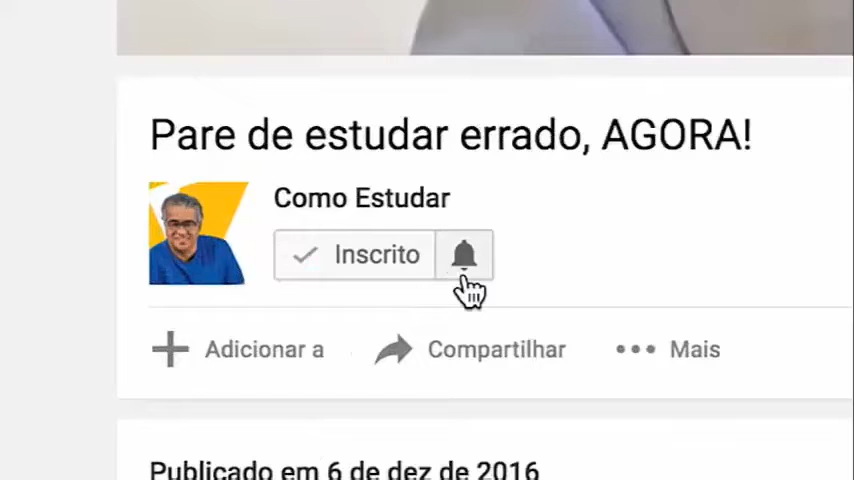 Pare de estudar errado, AGORA!
Como Estudar
Inscrito
Adicionar a
Compartilhar
Mais
Publicado em 6 de dez de 2016